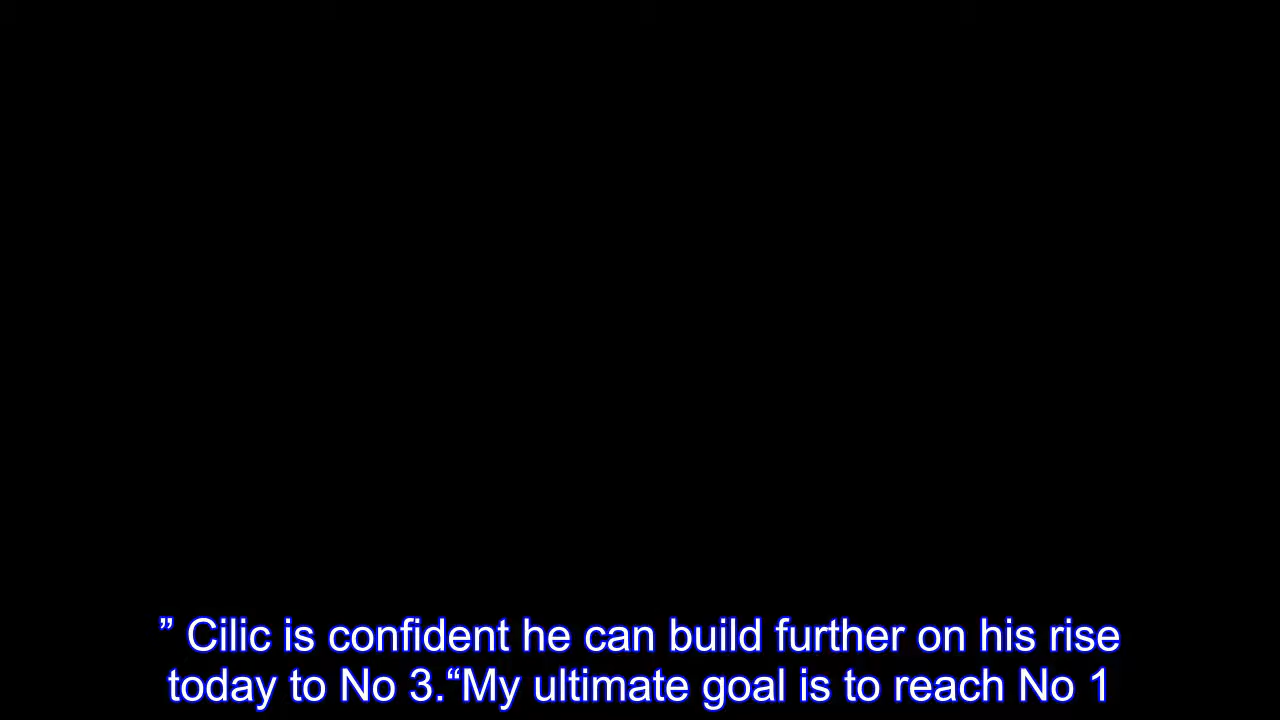 ” Cilic is confident he can build further on his rise
today to No 3.“My ultimate goal is to reach No 1